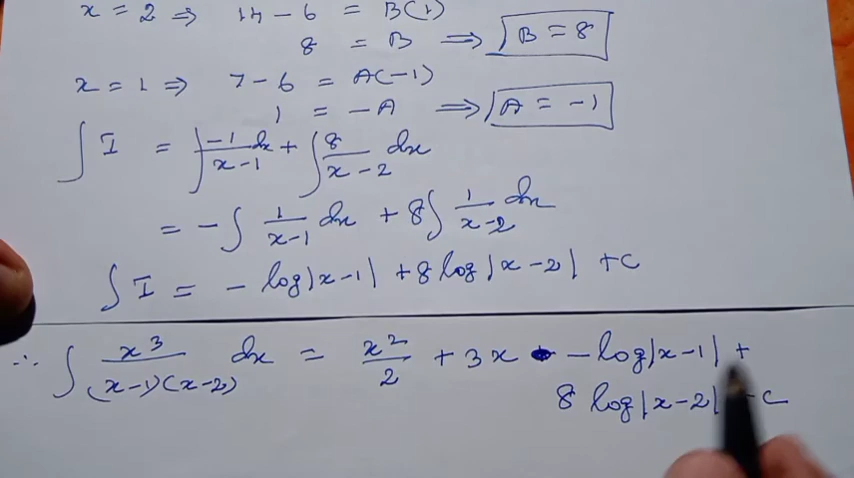 x = 2 ⇒ 14 - 6 = B(1)
8 = B ⇒ B = 8
x = 1 ⇒ 7 - 6 = A(-1)
1 = -A ⇒ A = -1
∫ I = ∫ -1/(x-1) dx + ∫ 8/(x-2) dx
= - ∫ 1/(x-1) dx + 8 ∫ 1/(x-2) dx
∫ I = - log|x-1| + 8 log|x-2| + c
∴ ∫ x³/((x-1)(x-2)) dx = x²/2 + 3x - log|x-1| +
8 log|x-2| + c